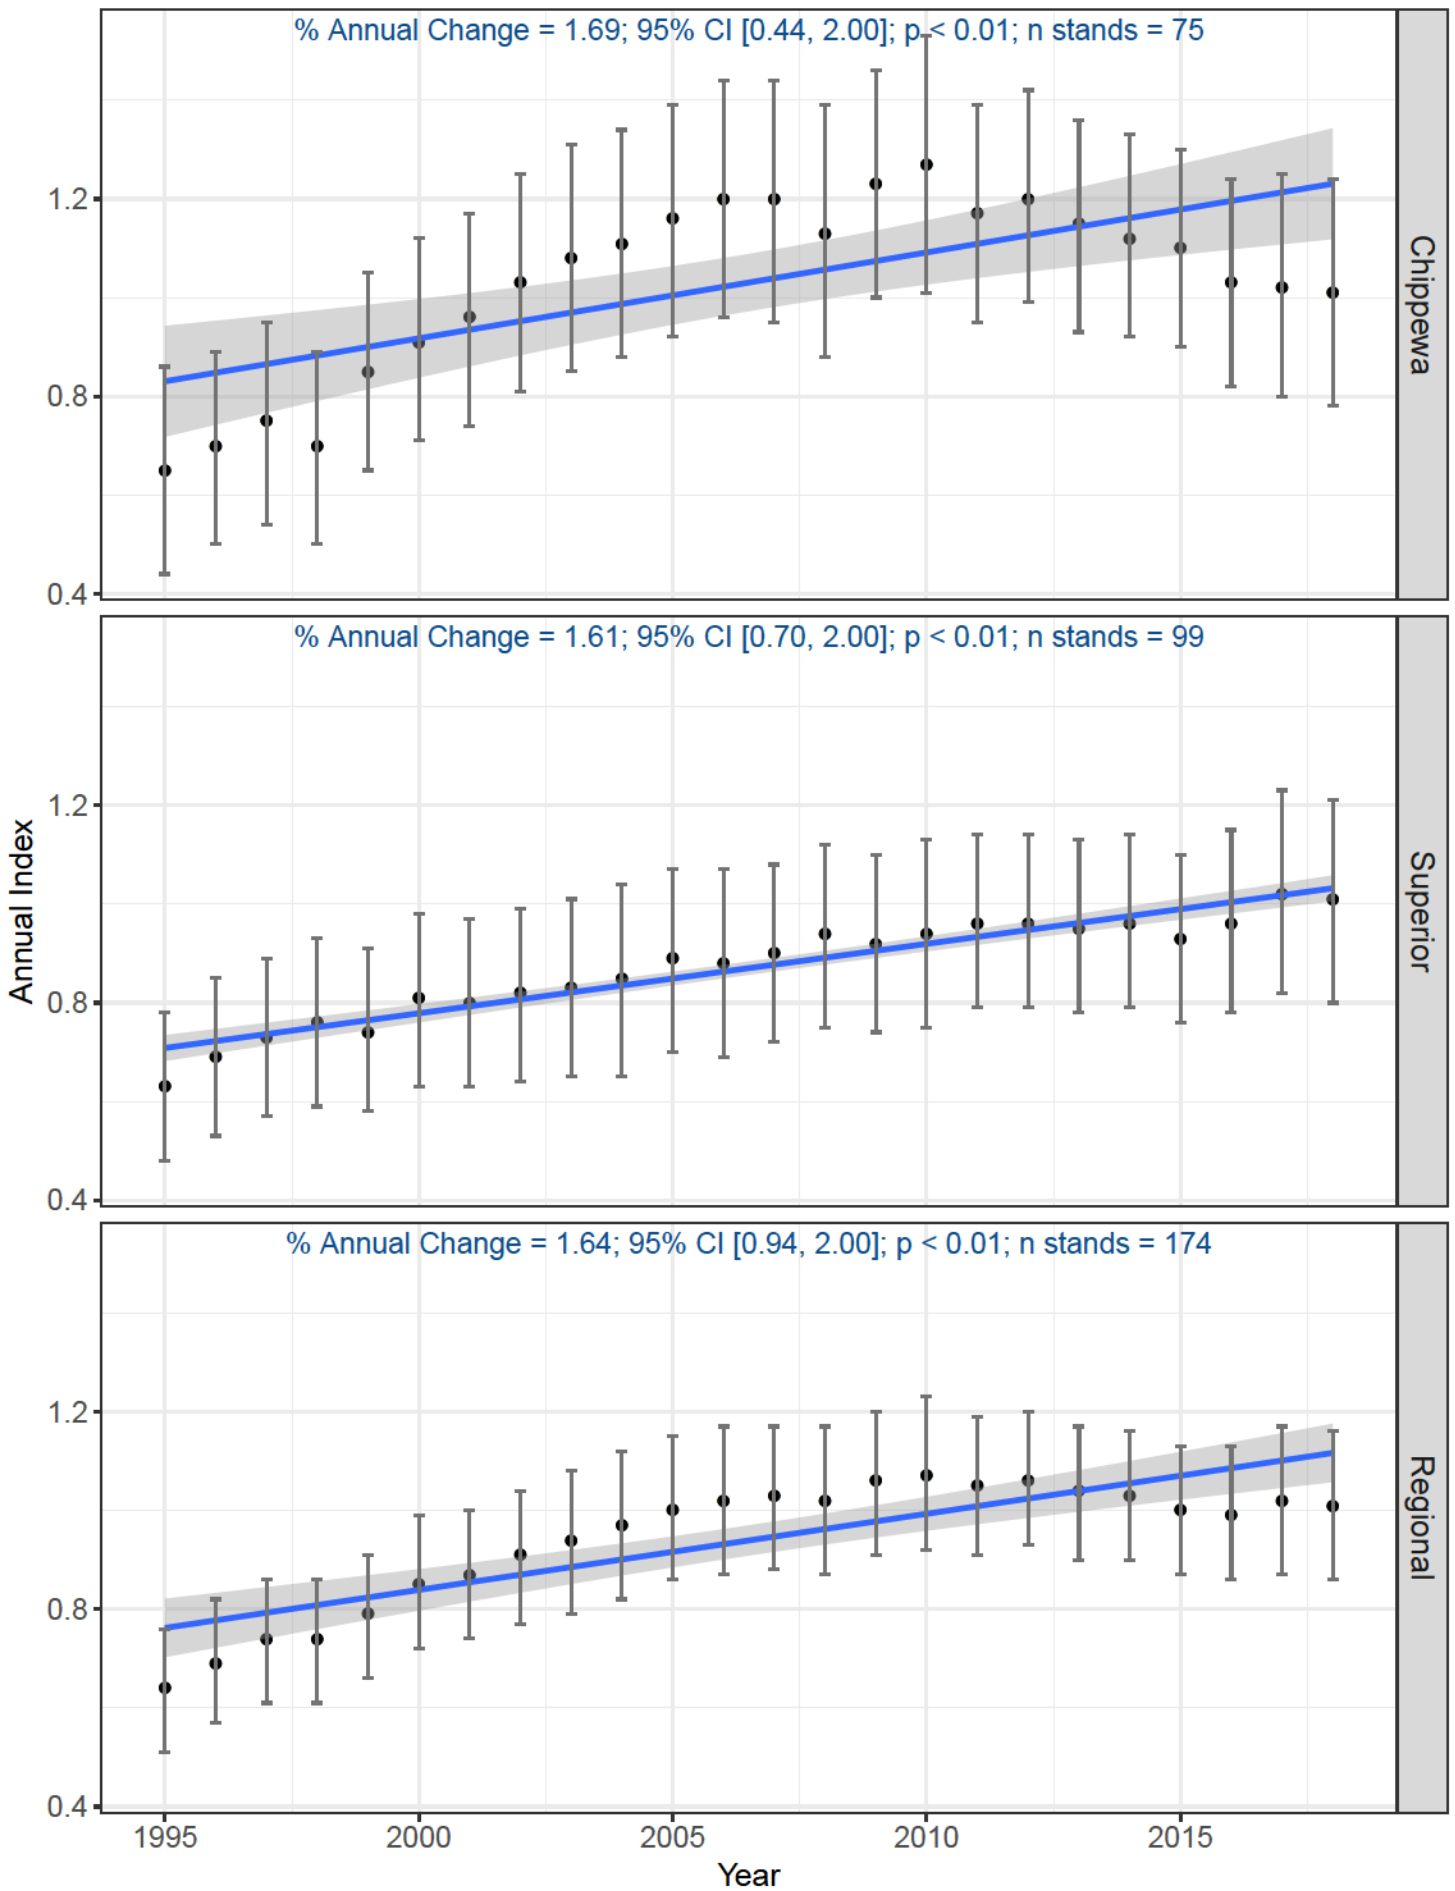 % Annual Change = 1.69; 95% CI [0.44, 2.00]; p < 0.01; n stands = 75
1.2
0.8
0.4
Chippewa
% Annual Change = 1.61; 95% CI [0.70, 2.00]; p < 0.01; n stands = 99
1.2
0.8
0.4
Superior
Annual Index
% Annual Change = 1.64; 95% CI [0.94, 2.00]; p < 0.01; n stands = 174
1.2
0.8
0.4
Regional
1995 2000 2005 2010 2015
Year